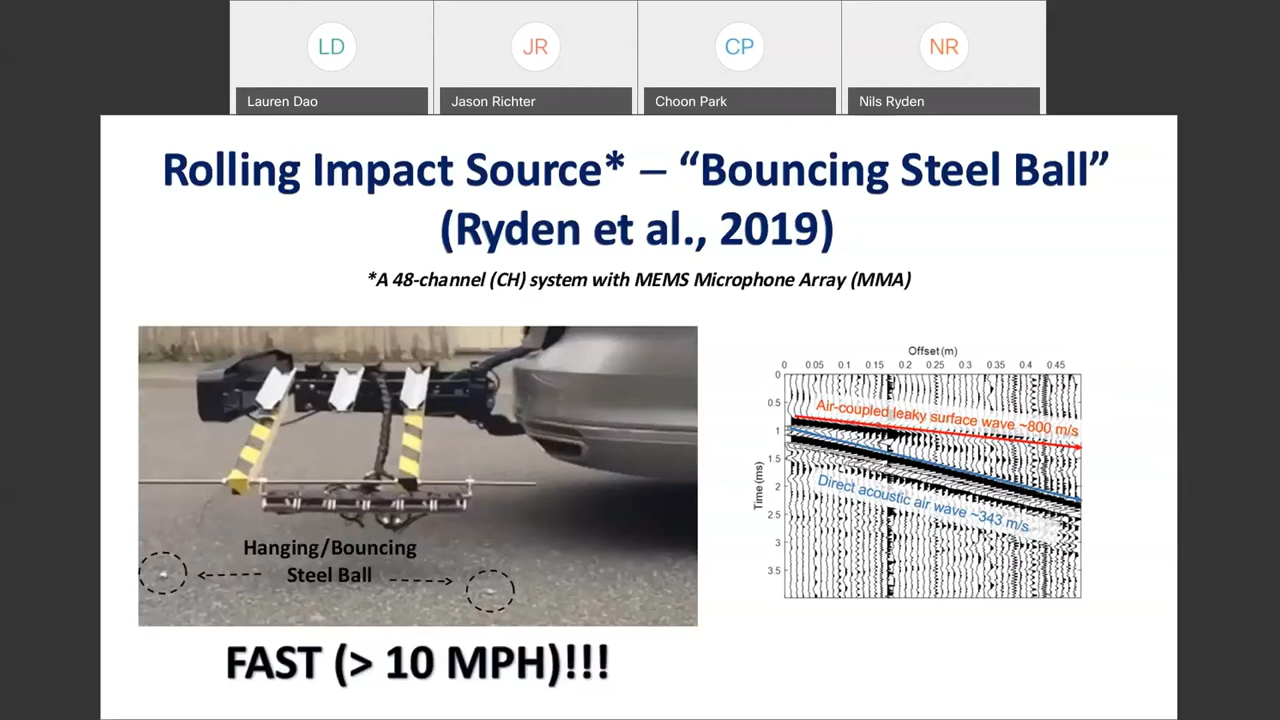 LD
JR
CP
NR
Lauren Dao
Jason Richter
Choon Park
Nils Ryden
Rolling Impact Source* – “Bouncing Steel Ball”
(Ryden et al., 2019)
*A 48-channel (CH) system with MEMS Microphone Array (MMA)
Hanging/Bouncing
Steel Ball
FAST (> 10 MPH)!!!
Offset (m)
0 0.05 0.1 0.15 0.2 0.25 0.3 0.35 0.4 0.45
0
0.5
1
1.5
2
2.5
3
3.5
Time (ms)
Air-coupled leaky surface wave ~800 m/s
Direct acoustic air wave ~343 m/s